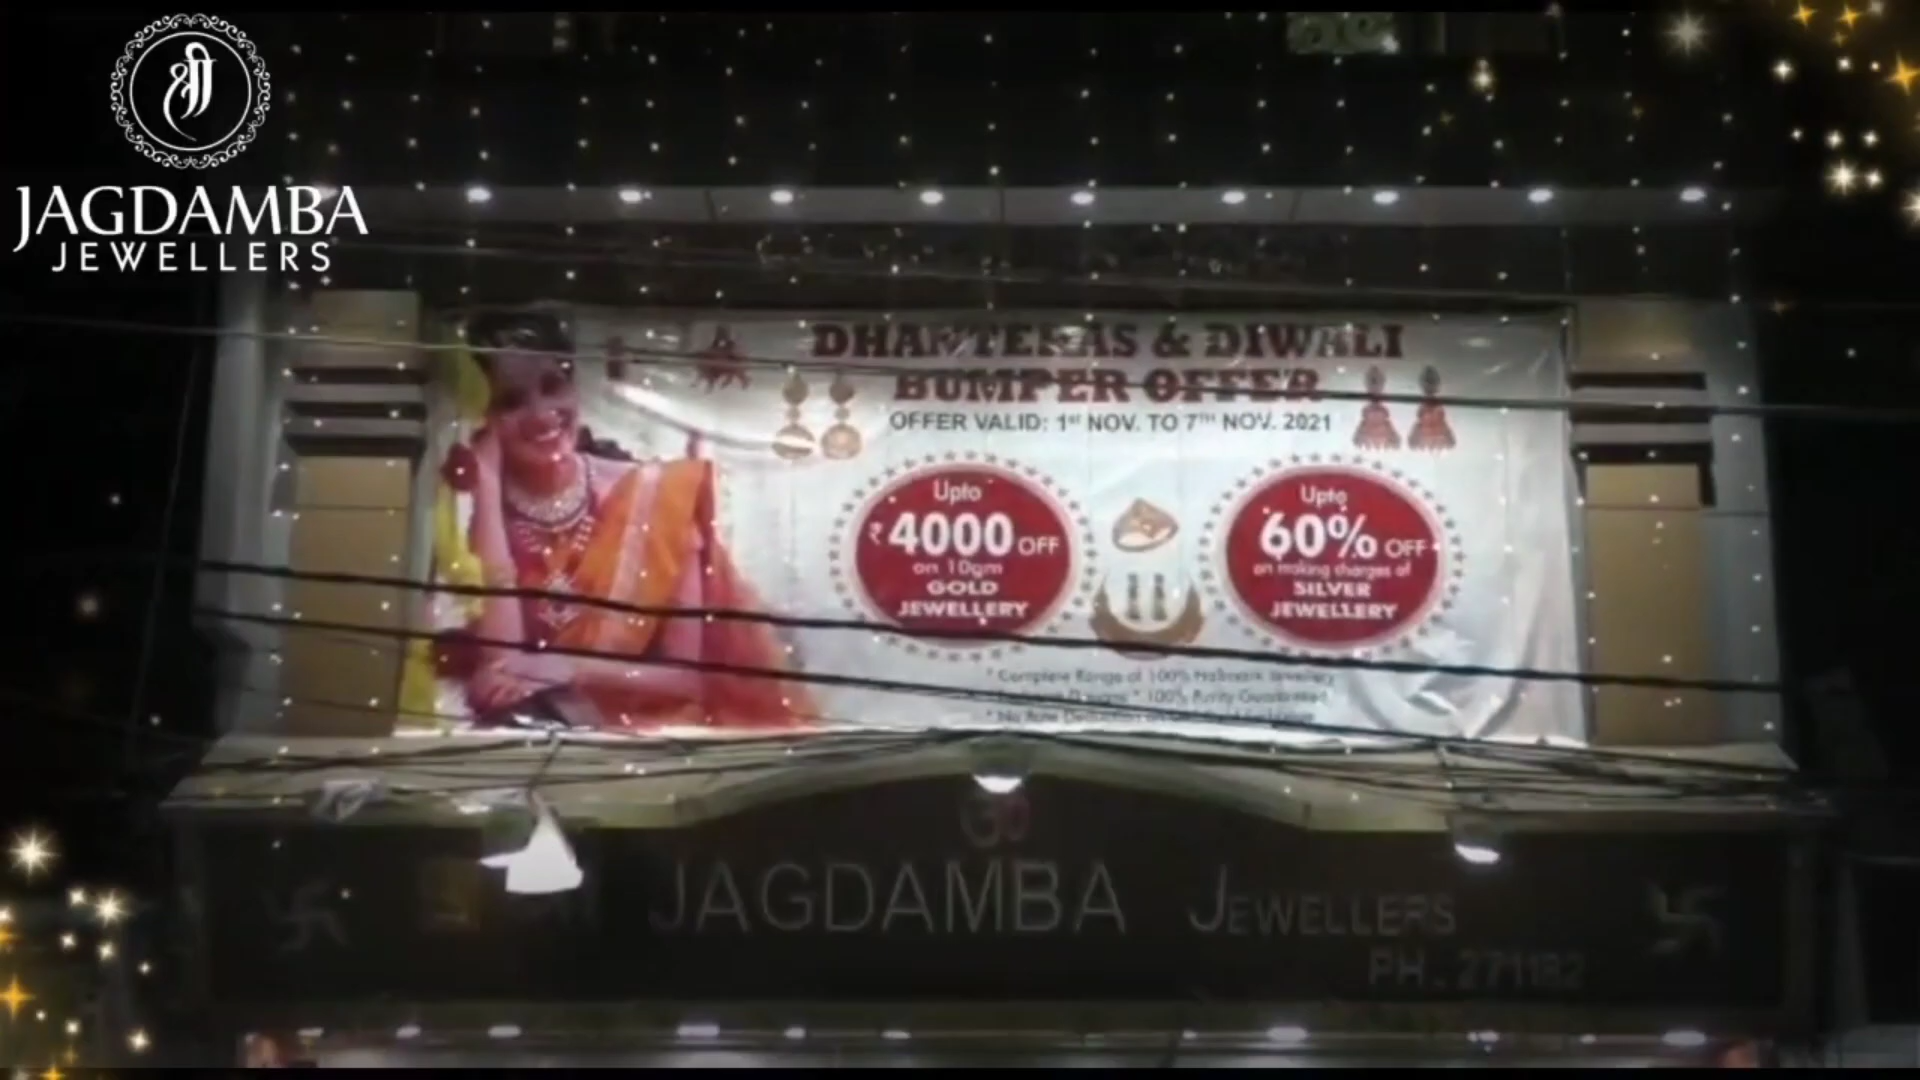 श्री
JAGDAMBA
JEWELLERS
DHANTERAS & DIWALI
BUMPER OFFER
OFFER VALID: 1st NOV. TO 7TH NOV. 2021
Upto
₹ 4000 OFF
on 10gm
GOLD
JEWELLERY
Upto
60% OFF
on making charges of
SILVER
JEWELLERY
* Complete Range of 100% Hallmark Jewellery
Designs * 100% Purity Guaranteed
* No
JAGDAMBA JEWELLERS
PH. 271182